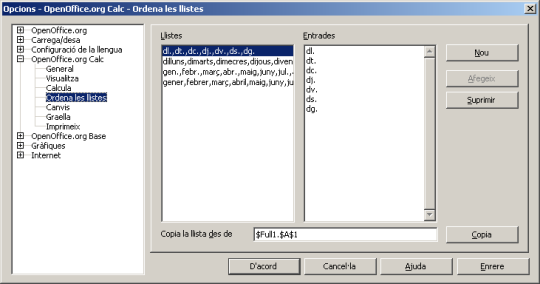 Opcions - OpenOffice.org Calc - Ordena les llistes
OpenOffice.org
Carrega/desa
Configuració de la llengua
OpenOffice.org Calc
General
Visualitza
Calcula
Ordena les llistes
Canvis
Graella
Imprimeix
OpenOffice.org Base
Gràfiques
Internet
Llistes
dl.,dt.,dc.,dj.,dv.,ds.,dg.
dilluns,dimarts,dimecres,dijous,diven
gen.,febr.,març,abr.,maig,juny,jul.,a
gener,febrer,març,abril,maig,juny,ju
Entrades
dl.
dt.
dc.
dj.
dv.
ds.
dg.
Nou
Afegeix
Suprimir
Copia la llista des de
$Full1.$A$1
Copia
D'acord
Cancel·la
Ajuda
Enrere